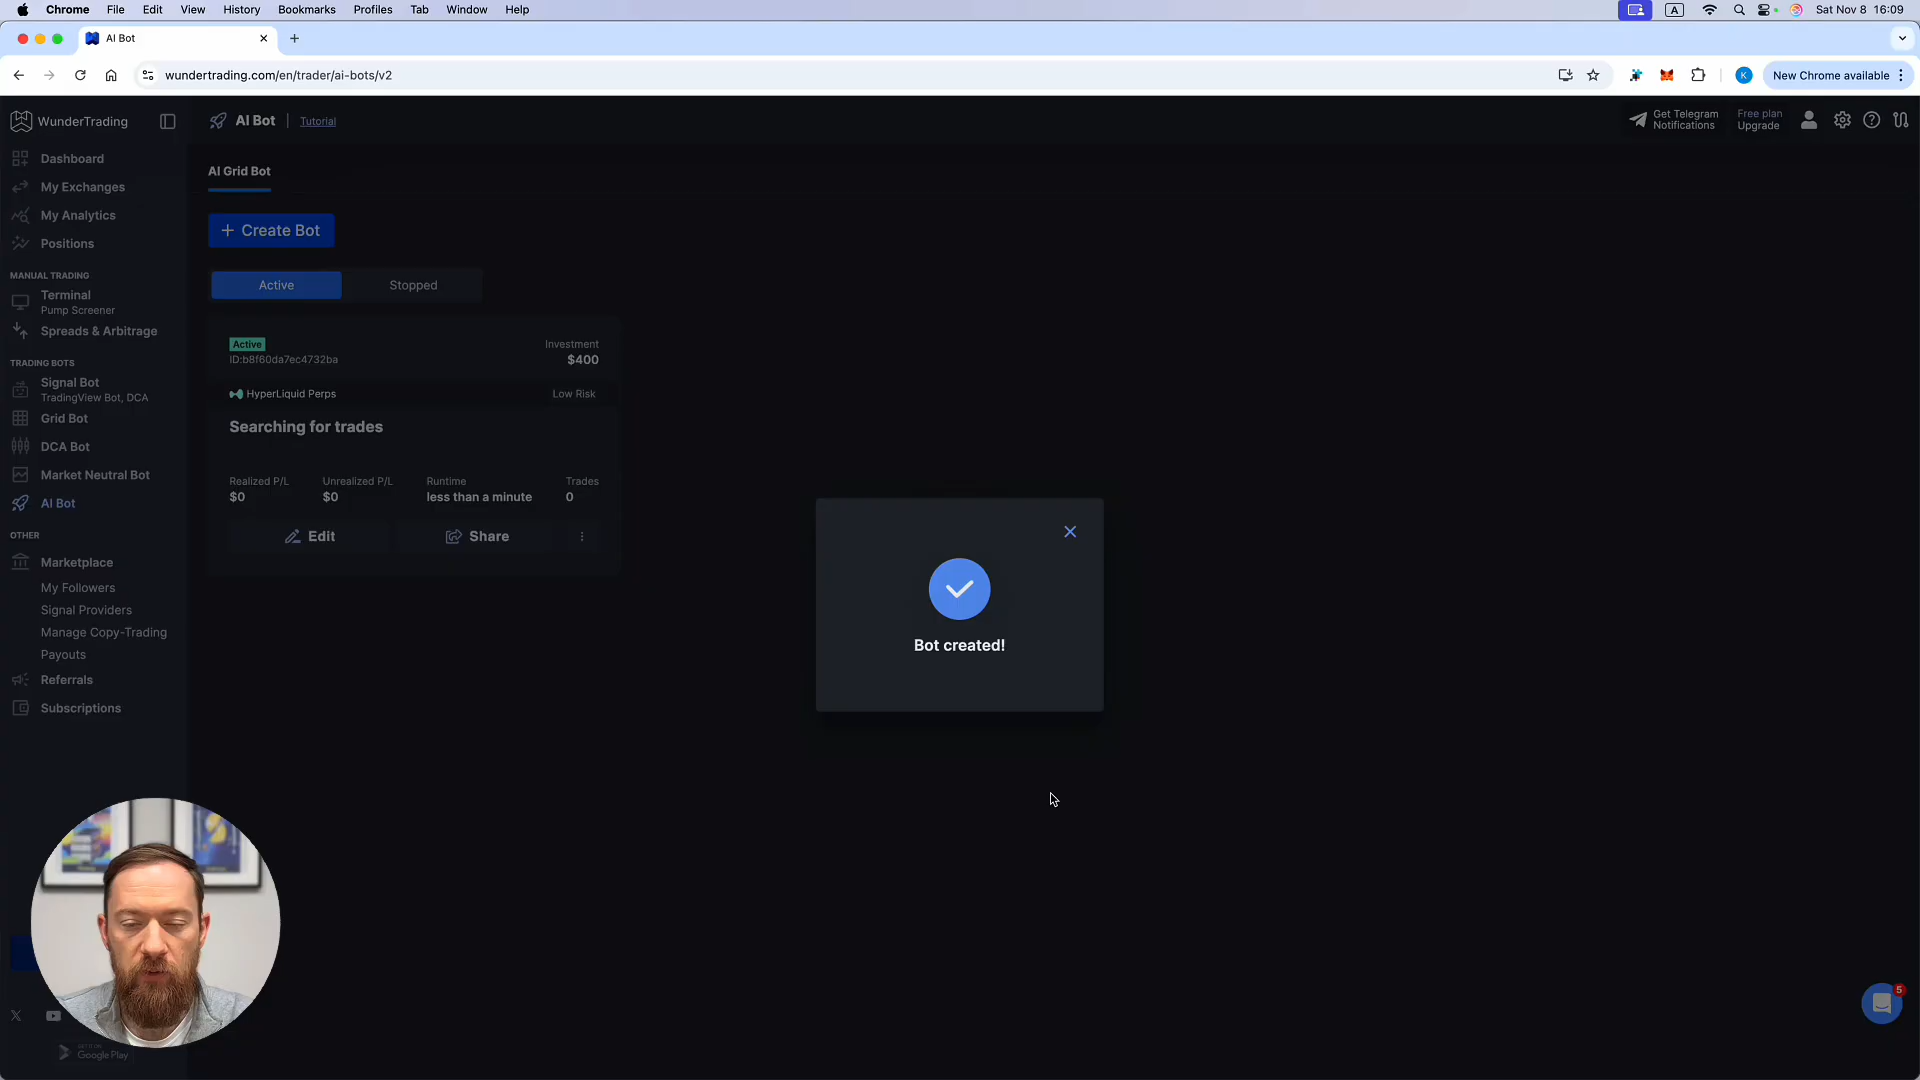 Chrome File Edit View History Bookmarks Profiles Tab Window Help A Sat Nov 8 16:09
AI Bot
wundertrading.com/en/trader/ai-bots/v2 K New Chrome available
WunderTrading
AI Bot Tutorial
Get Telegram
Notifications
Free plan
Upgrade
Dashboard
My Exchanges
My Analytics
Positions
MANUAL TRADING
Terminal
Pump Screener
Spreads & Arbitrage
TRADING BOTS
Signal Bot
TradingView Bot, DCA
Grid Bot
DCA Bot
Market Neutral Bot
AI Bot
OTHER
Marketplace
My Followers
Signal Providers
Manage Copy-Trading
Payouts
Referrals
Subscriptions
GET IT ON
Google Play
AI Grid Bot
+ Create Bot
Active Stopped
Active
ID:b8f60da7ec4732ba
Investment
$400
HyperLiquid Perps Low Risk
Searching for trades
Realized P/L Unrealized P/L Runtime Trades
$0 $0 less than a minute 0
Edit Share
Bot created!
5